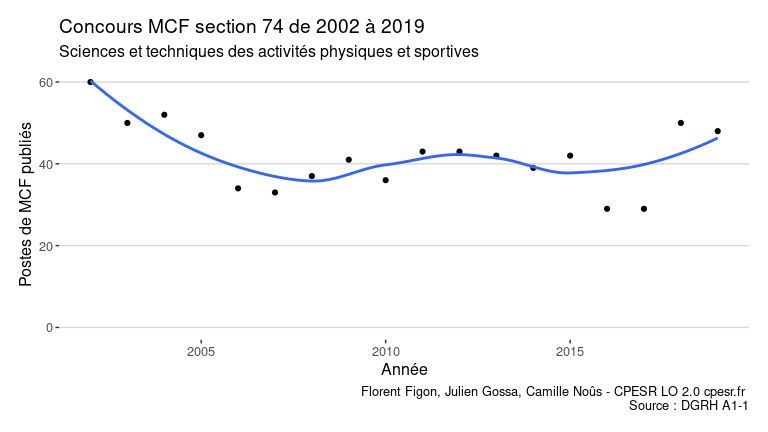 Concours MCF section 74 de 2002 à 2019
Sciences et techniques des activités physiques et sportives
Postes de MCF publiés
60
40
20
0
2005
2010
2015
Année
Florent Figon, Julien Gossa, Camille Noûs - CPESR LO 2.0 cpesr.fr
Source : DGRH A1-1